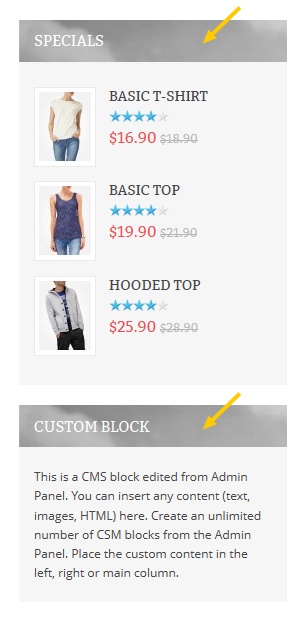 SPECIALS
BASIC T-SHIRT
$16.90 $18.90
BASIC TOP
$19.90 $21.90
HOODED TOP
$25.90 $28.90
CUSTOM BLOCK
This is a CMS block edited from Admin
Panel. You can insert any content (text,
images, HTML) here. Create an unlimited
number of CSM blocks from the Admin
Panel. Place the custom content in the
left, right or main column.